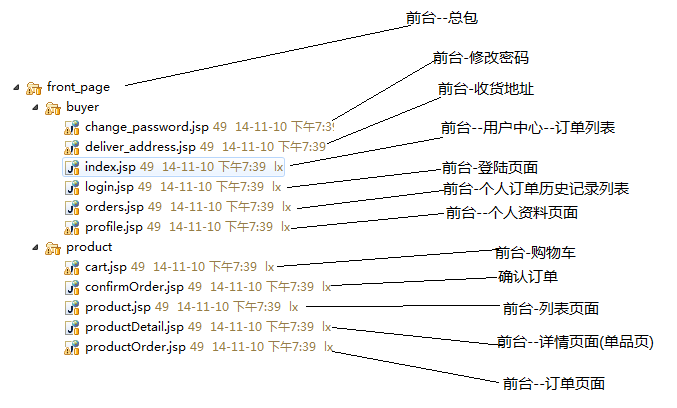 前台--总包
front_page
buyer
前台-修改密码
change_password.jsp 49 14-11-10 下午7:39
前台-收货地址
deliver_address.jsp 49 14-11-10 下午7:39
前台--用户中心--订单列表
index.jsp 49 14-11-10 下午7:39 lx
前台-登陆页面
login.jsp 49 14-11-10 下午7:39 lx
前台-个人订单历史记录列表
orders.jsp 49 14-11-10 下午7:39 lx
前台--个人资料页面
profile.jsp 49 14-11-10 下午7:39 lx
product
前台-购物车
cart.jsp 49 14-11-10 下午7:39 lx
确认订单
confirmOrder.jsp 49 14-11-10 下午7:39 lx
前台-列表页面
product.jsp 49 14-11-10 下午7:39 lx
前台--详情页面(单品页)
productDetail.jsp 49 14-11-10 下午7:39 lx
productOrder.jsp 49 14-11-10 下午7:39 lx
前台--订单页面